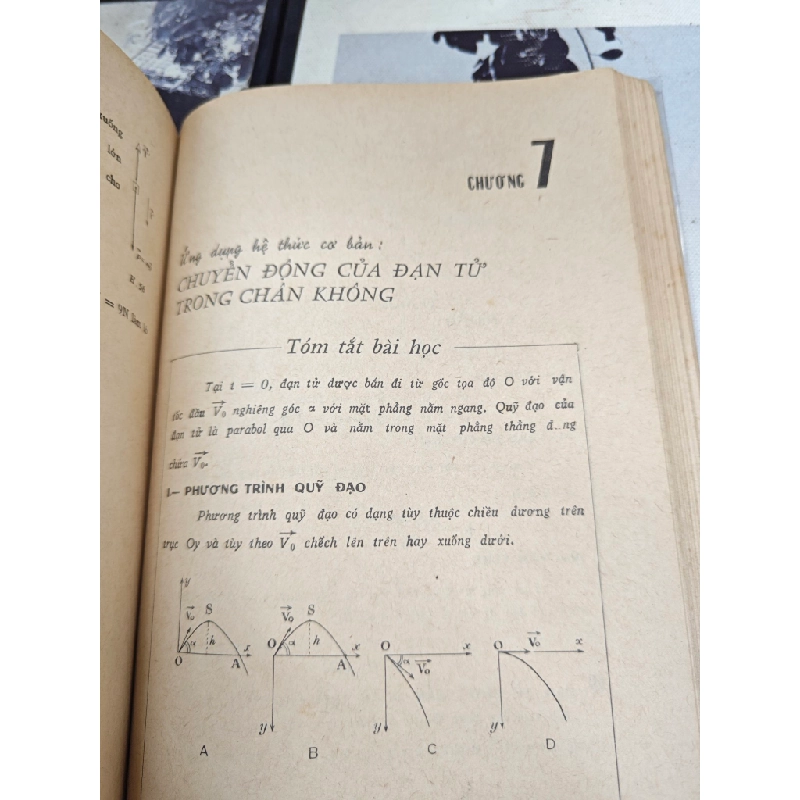 uống
lên
cho
CHƯƠNG 7
ứng dụng hệ thức cơ bản :
CHUYỂN ĐỘNG CỦA ĐẠN TỬ
TRONG CHÂN KHÔNG
Tóm tắt bài học
Tại t = 0, đạn tử được bắn đi từ gốc tọa độ O với vận
tốc đầu V₀ nghiêng góc α với mặt phẳng nằm ngang. Quỹ đạo của
đạn tử là parabol qua O và nằm trong mặt phẳng thẳng đ..ng
chứa V₀.
I— PHƯƠNG TRÌNH QUỸ ĐẠO
Phương trình quỹ đạo có dạng tùy thuộc chiều dương trên
trục Oy và tùy theo V₀ chếch lên trên hay xuống dưới.
y V₀ S α h O A x
O V₀ S α h A x y
O x α V₀ y
O V₀ x y
A B C D